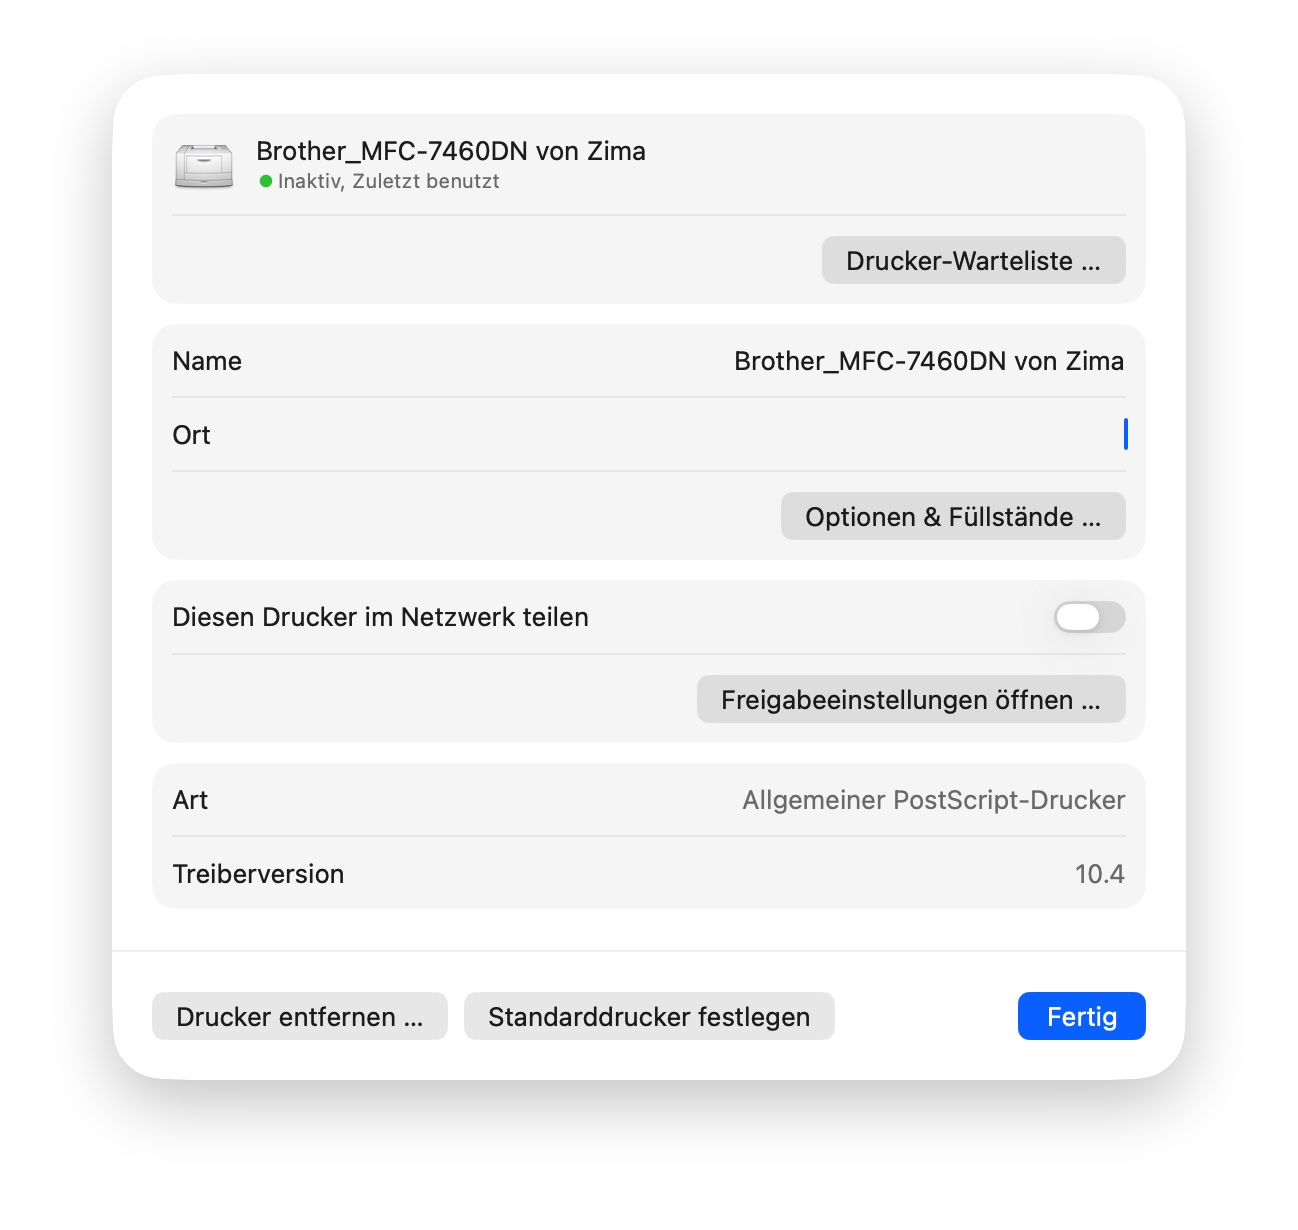 Brother_MFC-7460DN von Zima
Inaktiv, Zuletzt benutzt
Drucker-Warteliste ...
Name Brother_MFC-7460DN von Zima
Ort
Optionen & Füllstände ...
Diesen Drucker im Netzwerk teilen
Freigabeeinstellungen öffnen ...
Art Allgemeiner PostScript-Drucker
Treiberversion 10.4
Drucker entfernen ... Standarddrucker festlegen Fertig